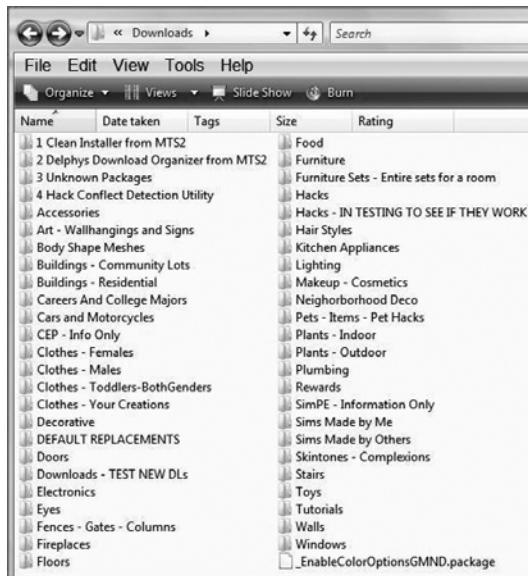 « Downloads
Search
File Edit View Tools Help
Organize Views Slide Show Burn
Name Date taken Tags Size Rating
1 Clean Installer from MTS2
2 Delphys Download Organizer from MTS2
3 Unknown Packages
4 Hack Conflect Detection Utility
Accessories
Art - Wallhangings and Signs
Body Shape Meshes
Buildings - Community Lots
Buildings - Residential
Careers And College Majors
Cars and Motorcycles
CEP - Info Only
Clothes - Females
Clothes - Males
Clothes - Toddlers-BothGenders
Clothes - Your Creations
Decorative
DEFAULT REPLACEMENTS
Doors
Downloads - TEST NEW DLs
Electronics
Eyes
Fences - Gates - Columns
Fireplaces
Floors
Food
Furniture
Furniture Sets - Entire sets for a room
Hacks
Hacks - IN TESTING TO SEE IF THEY WORK
Hair Styles
Kitchen Appliances
Lighting
Makeup - Cosmetics
Neighorborhood Deco
Pets - Items - Pet Hacks
Plants - Indoor
Plants - Outdoor
Plumbing
Rewards
SimPE - Information Only
Sims Made by Me
Sims Made by Others
Skintones - Complexions
Stairs
Toys
Tutorials
Walls
Windows
_EnableColorOptionsGMND.package